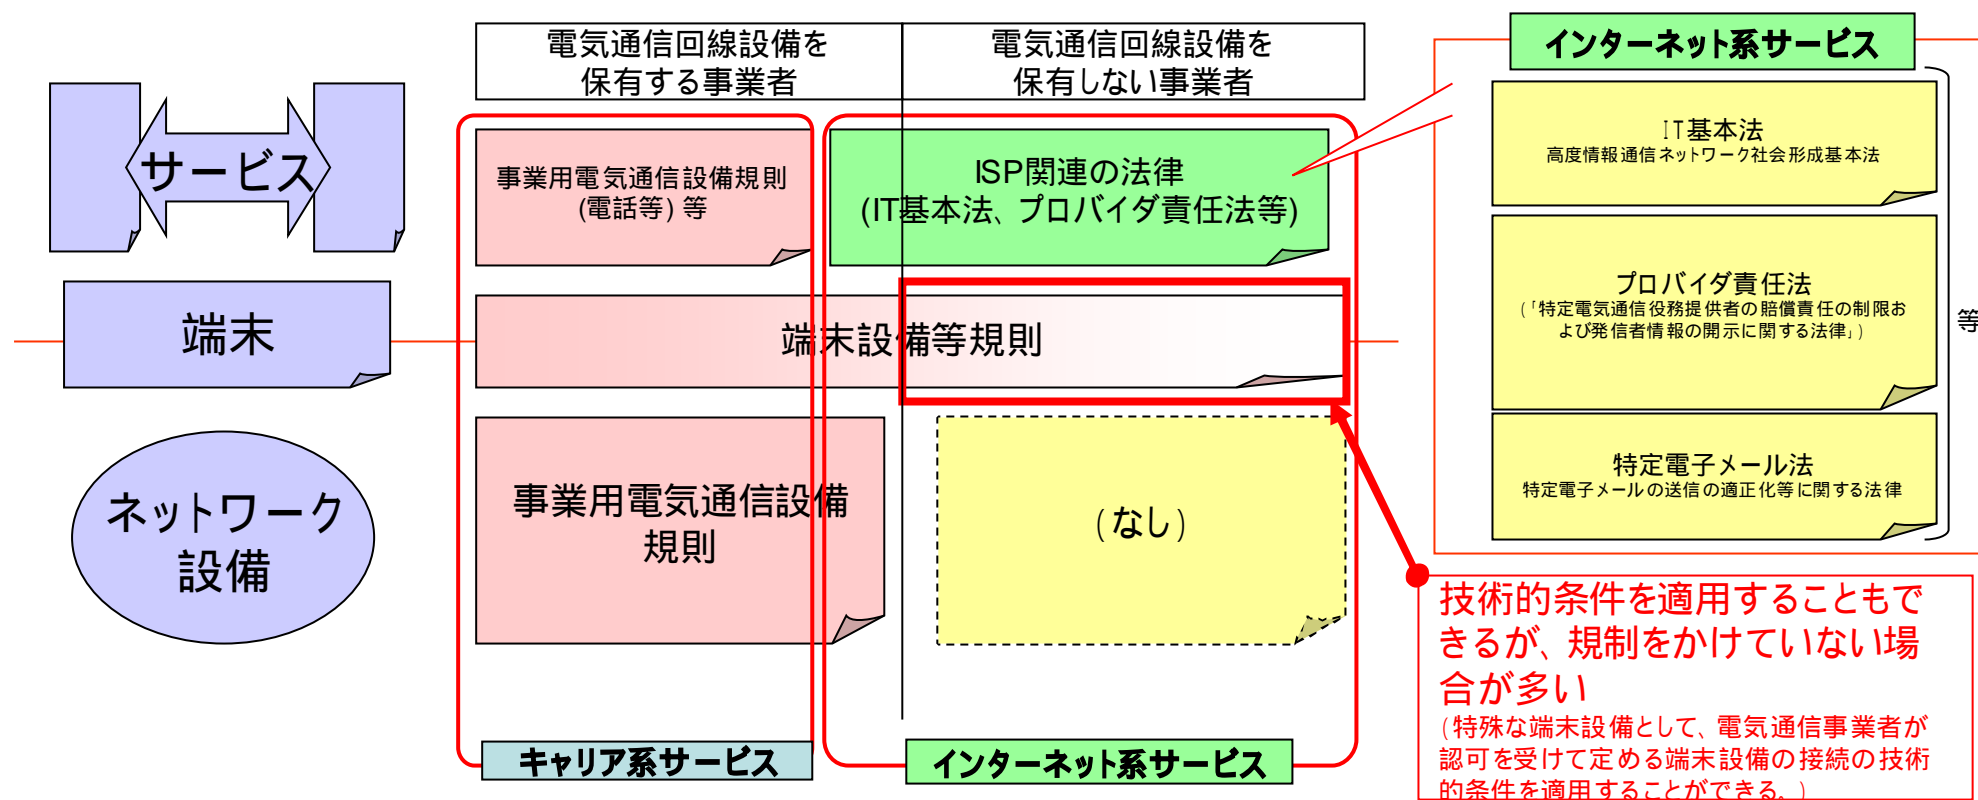 電気通信回線設備を
保有する事業者
電気通信回線設備を
保有しない事業者
インターネット系サービス
サービス
事業用電気通信設備規則
(電話等) 等
ISP関連の法律
(IT基本法、プロバイダ責任法等)
IT基本法
高度情報通信ネットワーク社会形成基本法
プロバイダ責任法
(「特定電気通信役務提供者の賠償責任の制限お
よび発信者情報の開示に関する法律」)
等
特定電子メール法
特定電子メールの送信の適正化等に関する法律
端末
端末設備等規則
ネットワーク
設備
事業用電気通信設備
規則
(なし)
技術的条件を適用することもで
きるが、規制をかけていない場
合が多い
(特殊な端末設備として、電気通信事業者が
認可を受けて定める端末設備の接続の技術
的条件を適用することができる。)
キャリア系サービス
インターネット系サービス